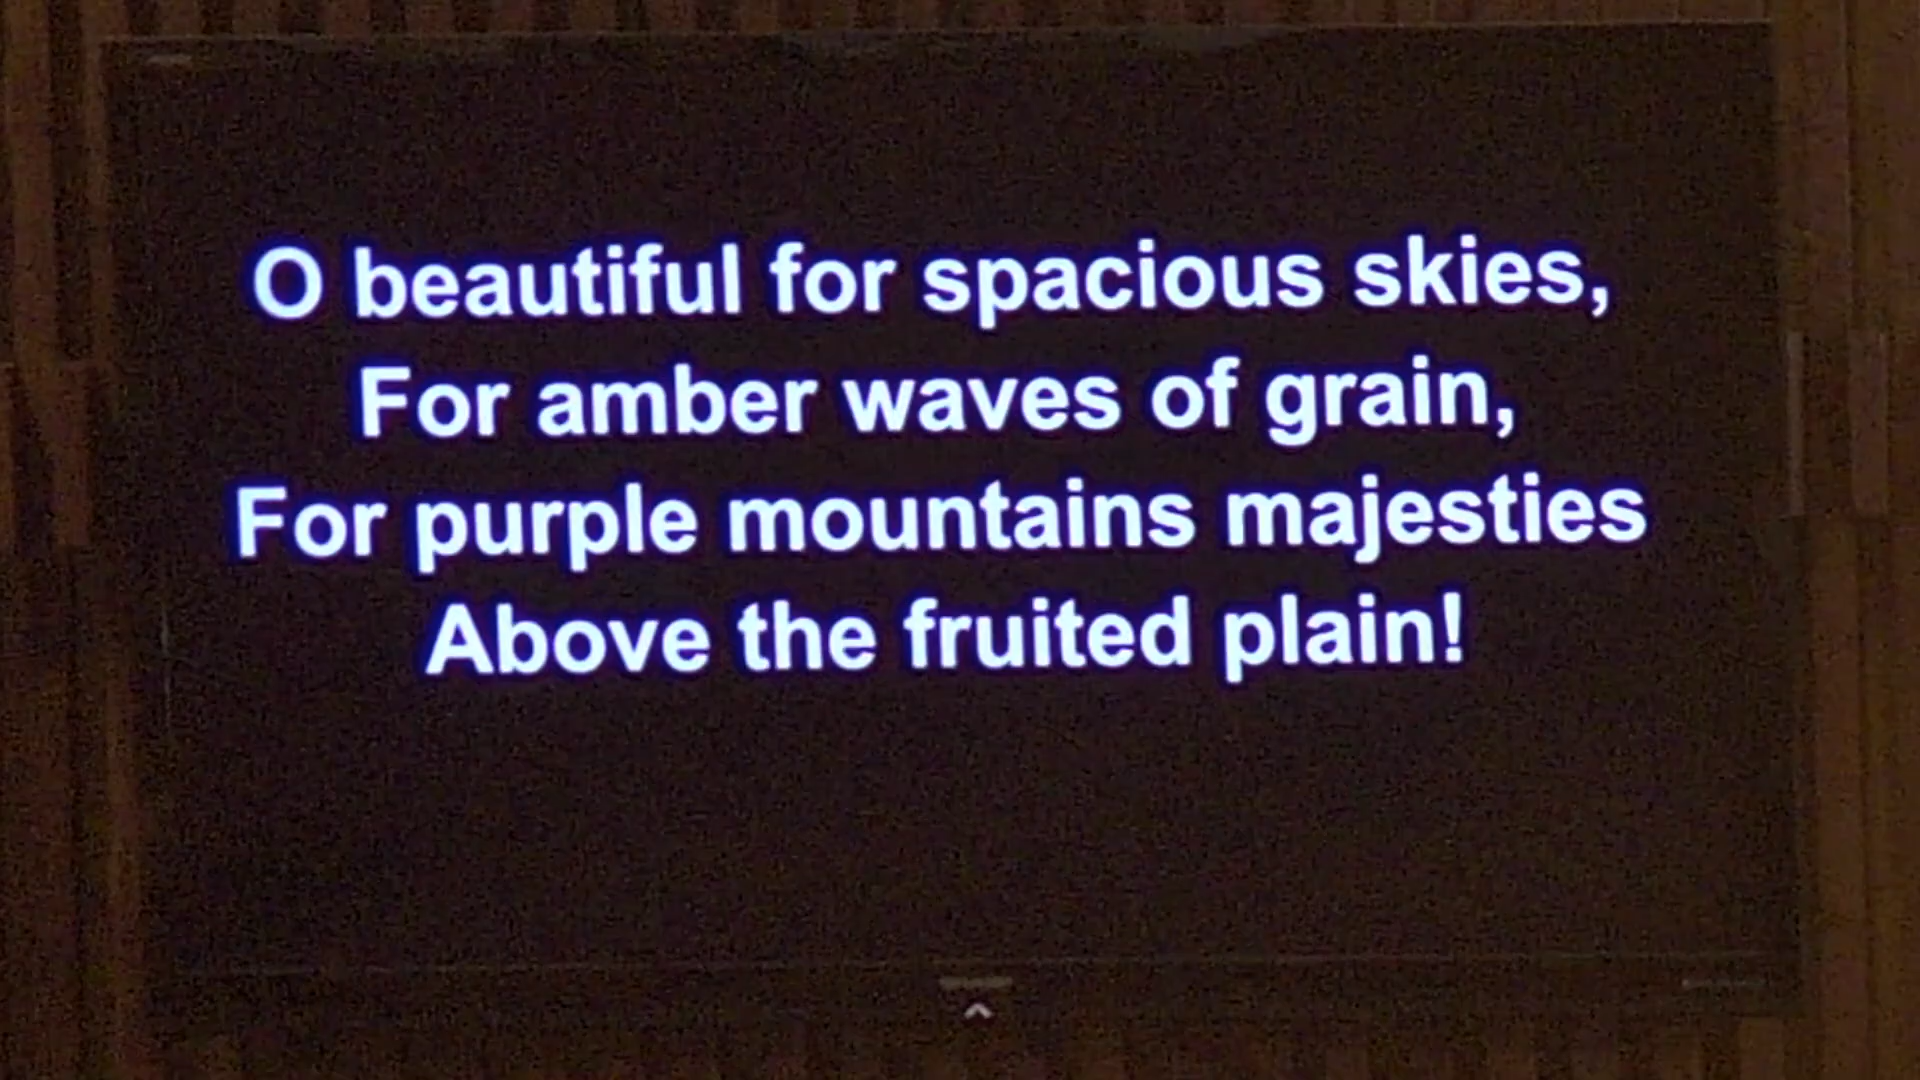 O beautiful for spacious skies,
For amber waves of grain,
For purple mountains majesties
Above the fruited plain!